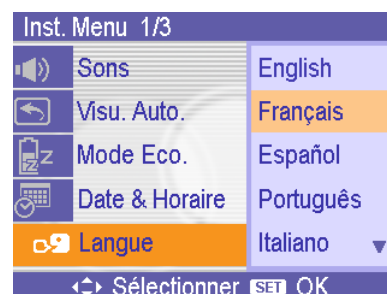 Inst. Menu 1/3
Sons
Visu. Auto.
Mode Eco.
Date & Horaire
Langue
English
Français
Español
Português
Italiano
Sélectionner SET OK